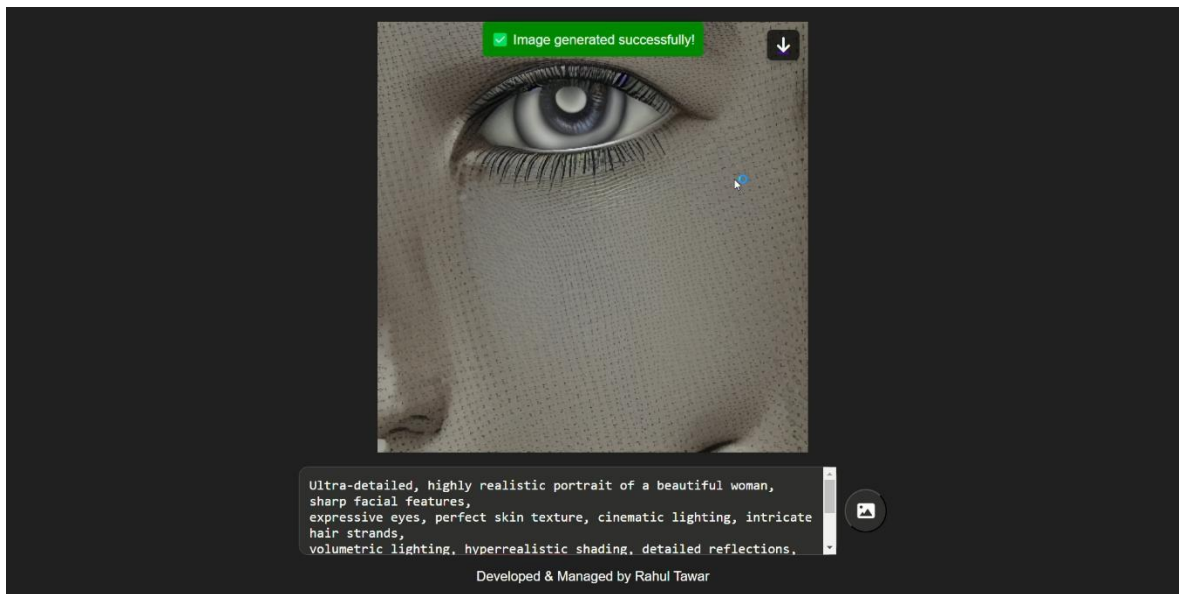 Image generated successfully!
Ultra-detailed, highly realistic portrait of a beautiful woman,
sharp facial features,
expressive eyes, perfect skin texture, cinematic lighting, intricate
hair strands,
volumetric lighting, hyperrealistic shading, detailed reflections,
Developed & Managed by Rahul Tawar